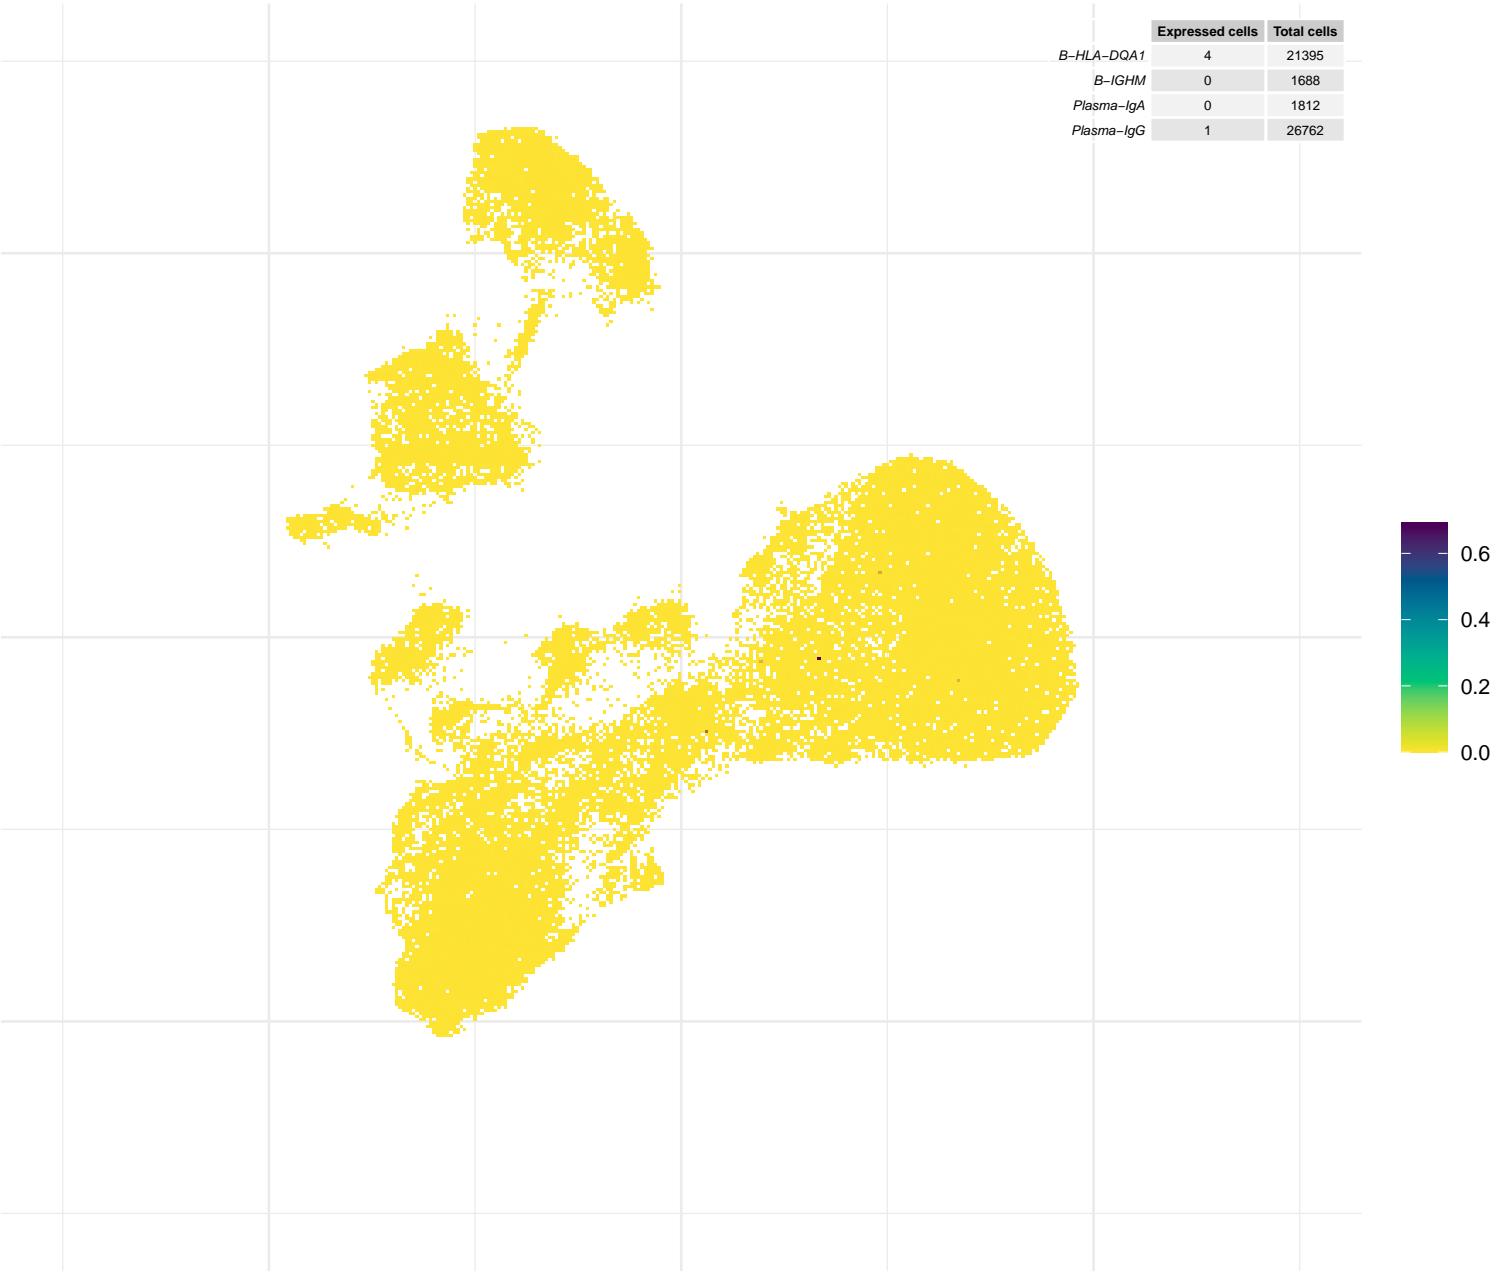 Expressed cells Total cells
B−HLA−DQA1 4 21395
B−IGHM 0 1688
Plasma−IgA 0 1812
Plasma−IgG 1 26762
0.6
0.4
0.2
0.0